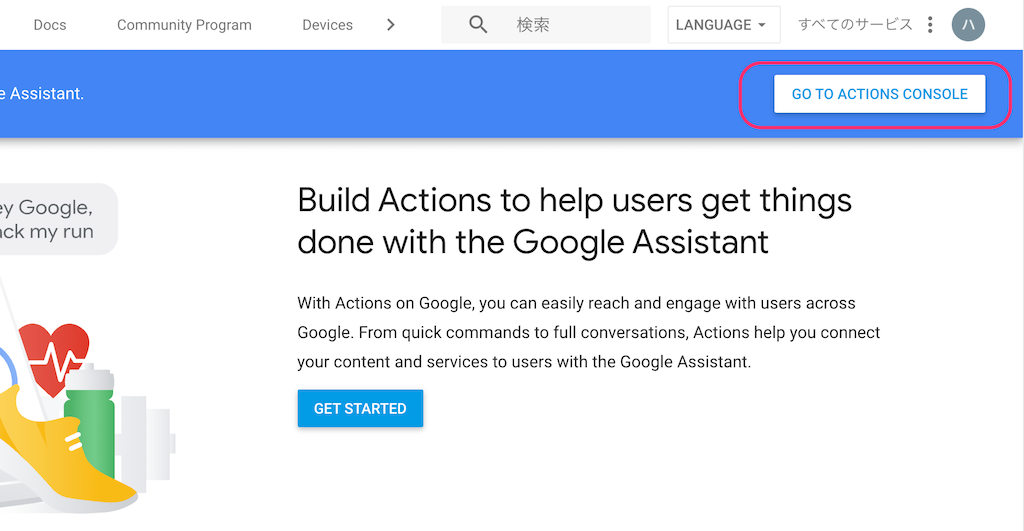 Docs
Community Program
Devices
検索
LANGUAGE
すべてのサービス
ハ
e Assistant.
GO TO ACTIONS CONSOLE
ey Google,
ack my run
Build Actions to help users get things
done with the Google Assistant
With Actions on Google, you can easily reach and engage with users across
Google. From quick commands to full conversations, Actions help you connect
your content and services to users with the Google Assistant.
GET STARTED